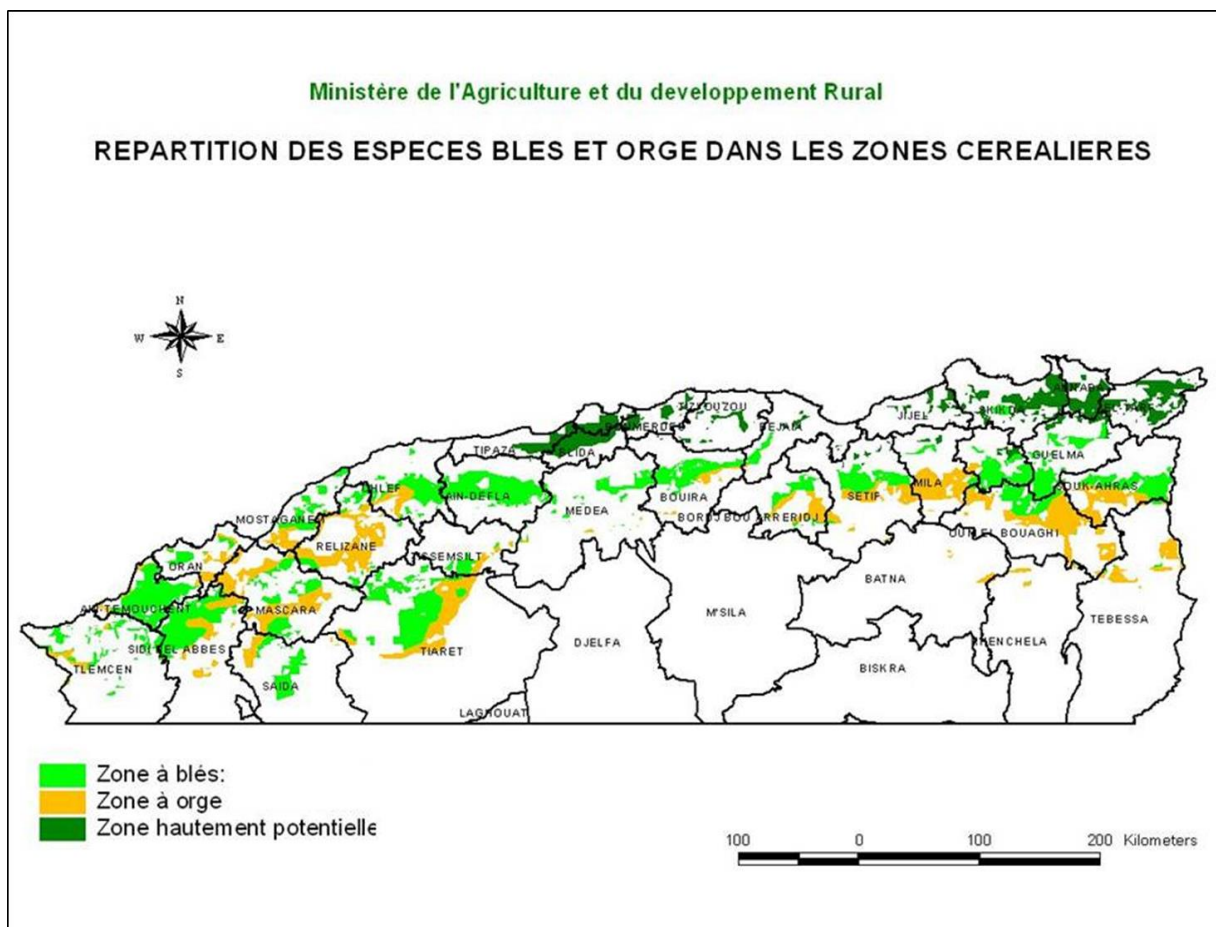 Ministère de l'Agriculture et du developpement Rural
REPARTITION DES ESPECES BLES ET ORGE DANS LES ZONES CEREALIERES
N
W E
S
ANNABA
SKIKDA
JIJEL
TIZI OUZOU
BEJAIA
TIPAZA
BLIDA
GUELMA
CHLEF
AIN-DEFLA
BOUIRA
SETIF
MILA
SOUK-AHRAS
MOSTAGANEM
MEDEA
BORDJ BOU ARRERIDJ
RELIZANE
TISSEMSILT
OUM EL BOUAGHI
ORAN
BATNA
AIN-TEMOUCHENT
MASCARA
M'SILA
TEBESSA
SIDI BEL ABBES
TIARET
DJELFA
KHENCHELA
TLEMCEN
BISKRA
SAIDA
LAGHOUAT
Zone à blés:
Zone à orge
Zone hautement potentielle
100 0 100 200 Kilometers